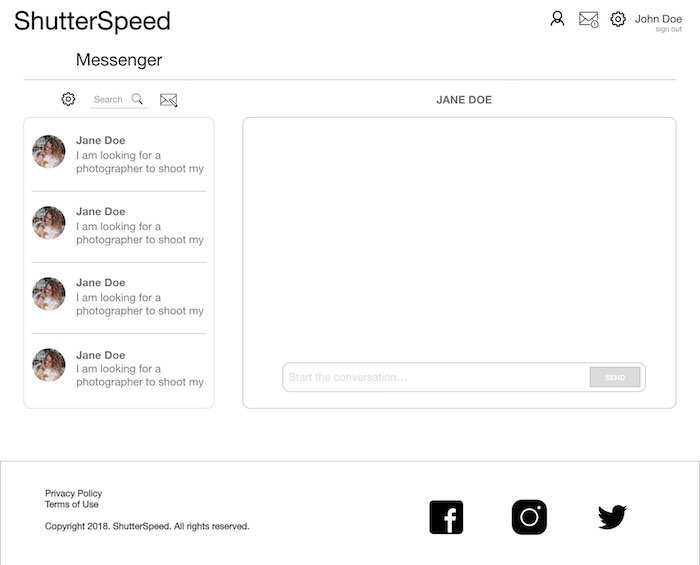 ShutterSpeed
John Doe
sign out
Messenger
Search
JANE DOE
Jane Doe
I am looking for a
photographer to shoot my
Jane Doe
I am looking for a
photographer to shoot my
Jane Doe
I am looking for a
photographer to shoot my
Jane Doe
I am looking for a
photographer to shoot my
Start the conversation...
SEND
Privacy Policy
Terms of Use
Copyright 2018. ShutterSpeed. All rights reserved.